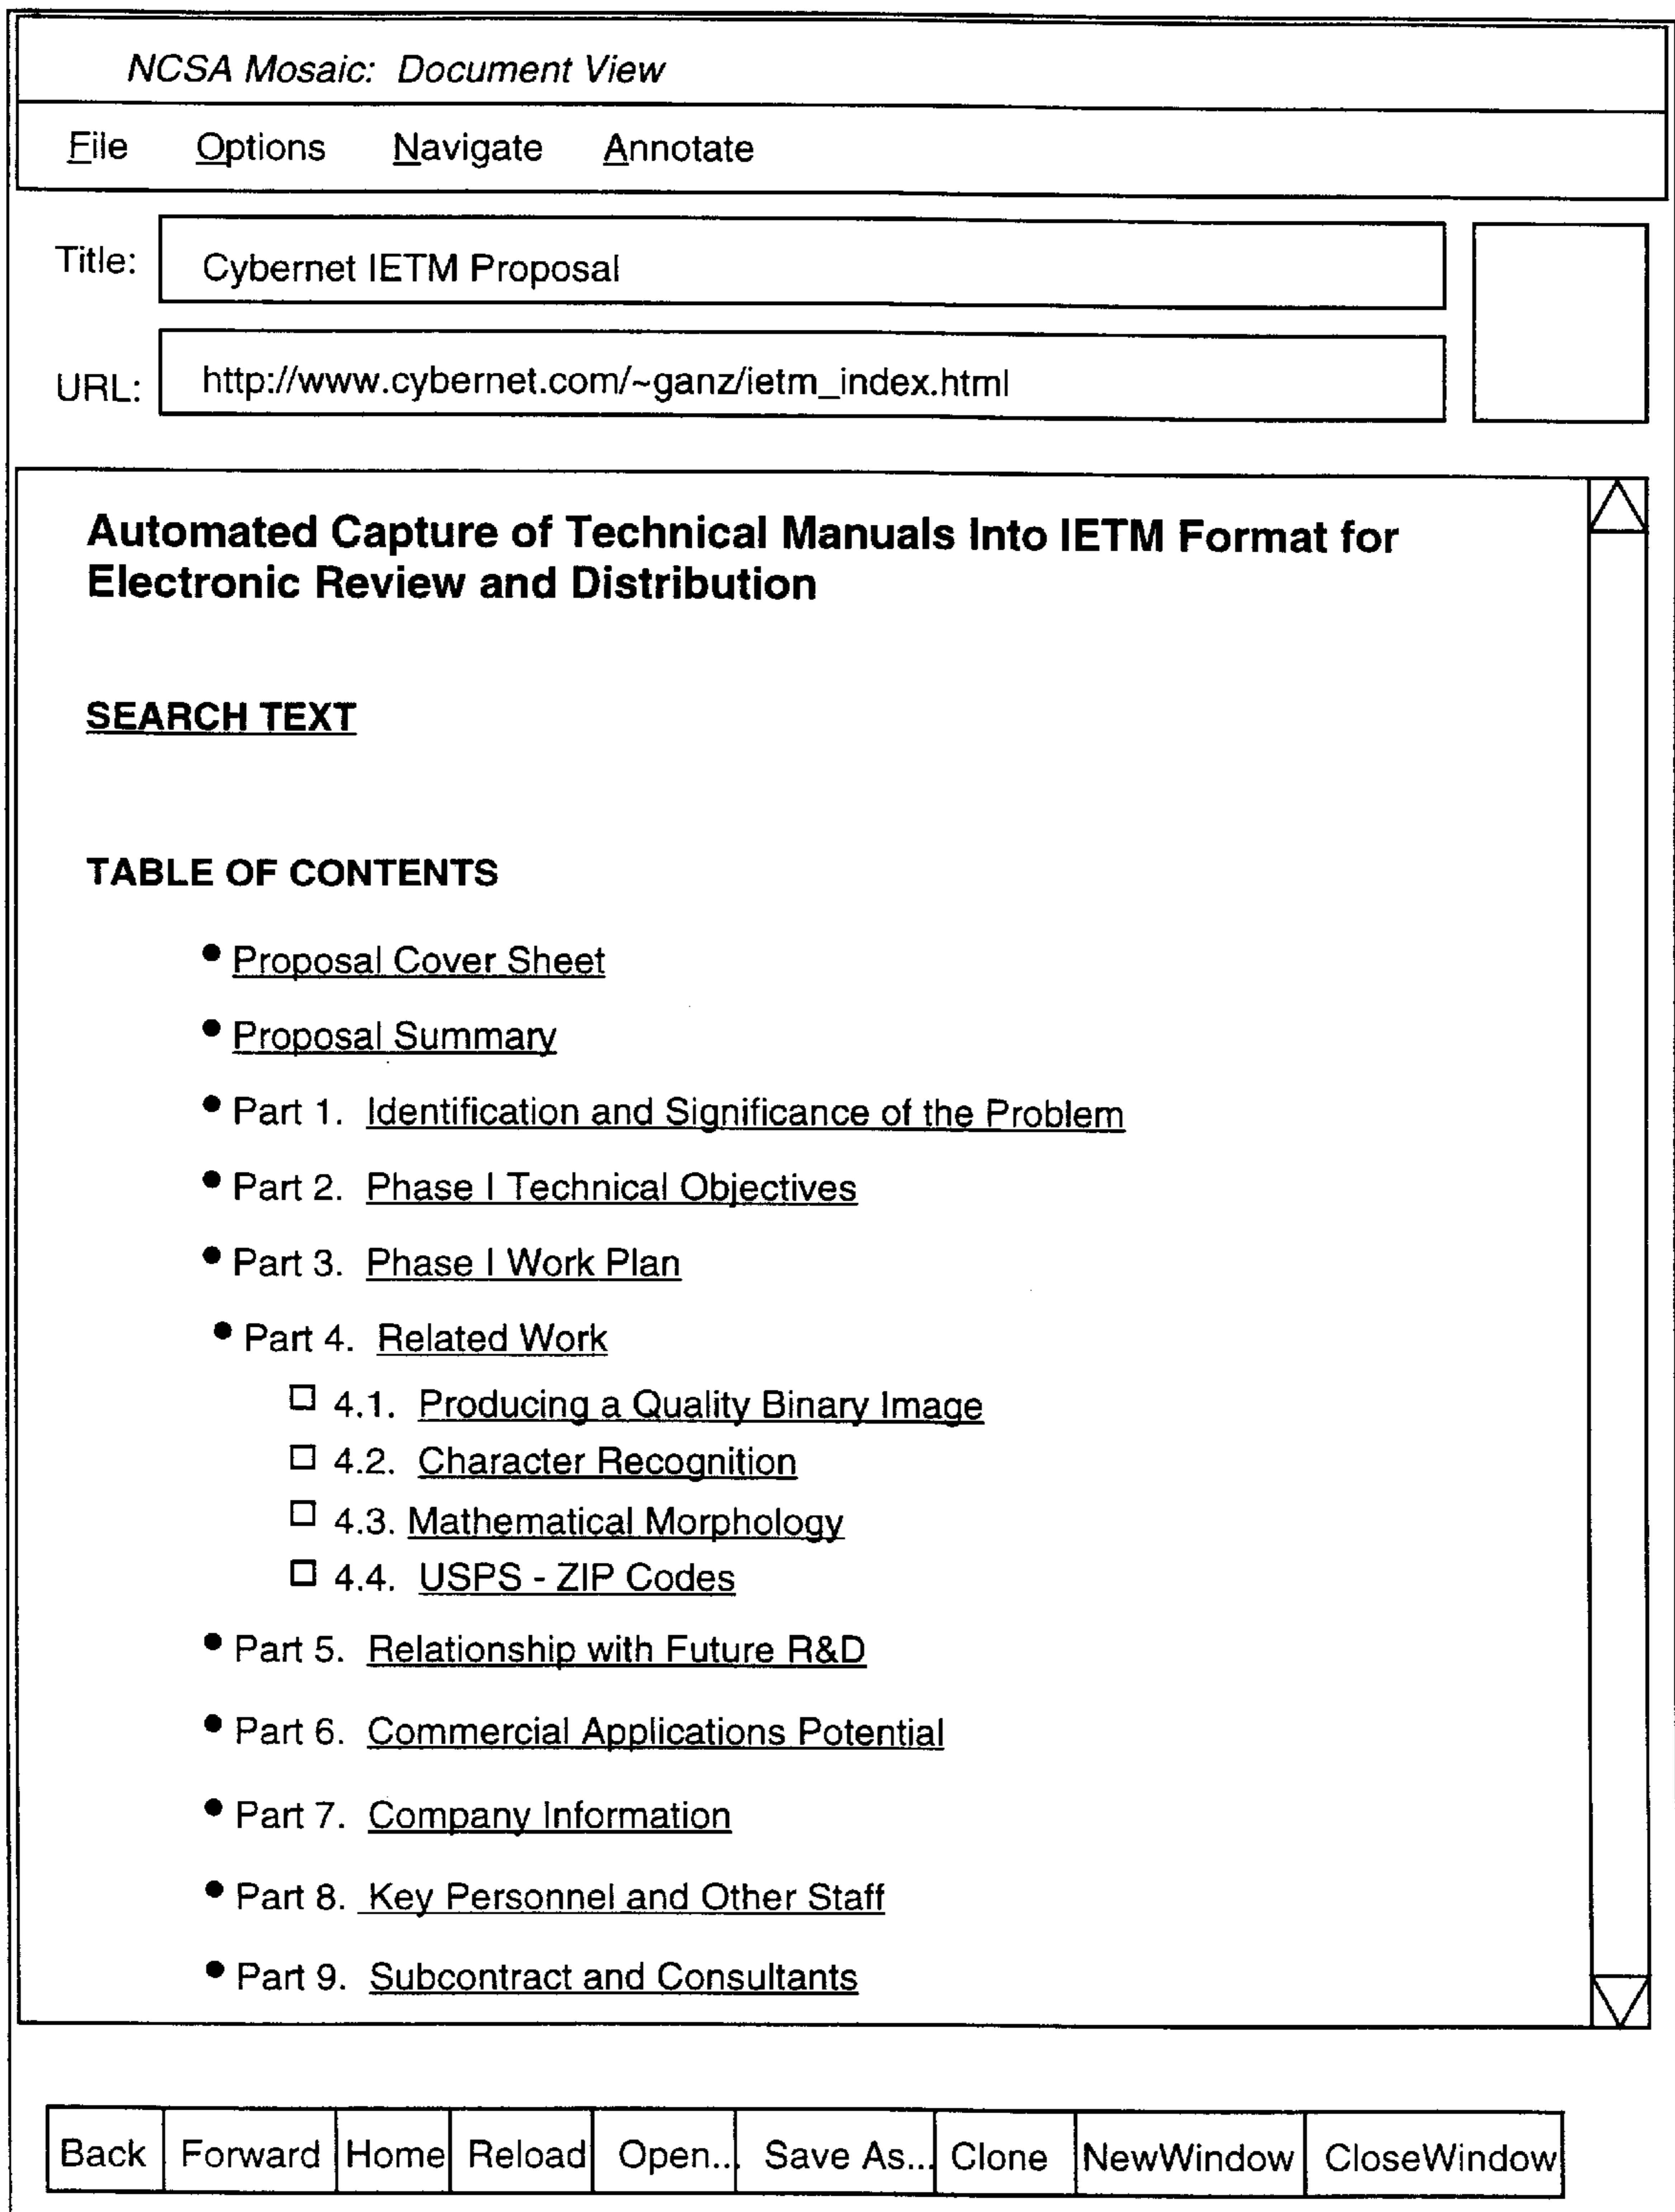 NCSA Mosaic: Document View
File Options Navigate Annotate
Title: Cybernet IETM Proposal
URL: http://www.cybernet.com/~ganz/ietm_index.html
Automated Capture of Technical Manuals Into IETM Format for
Electronic Review and Distribution
SEARCH TEXT
TABLE OF CONTENTS
• Proposal Cover Sheet
• Proposal Summary
• Part 1. Identification and Significance of the Problem
• Part 2. Phase I Technical Objectives
• Part 3. Phase I Work Plan
• Part 4. Related Work
□ 4.1. Producing a Quality Binary Image
□ 4.2. Character Recognition
□ 4.3. Mathematical Morphology
□ 4.4. USPS - ZIP Codes
• Part 5. Relationship with Future R&D
• Part 6. Commercial Applications Potential
• Part 7. Company Information
• Part 8. Key Personnel and Other Staff
• Part 9. Subcontract and Consultants
Back Forward Home Reload Open... Save As... Clone NewWindow CloseWindow